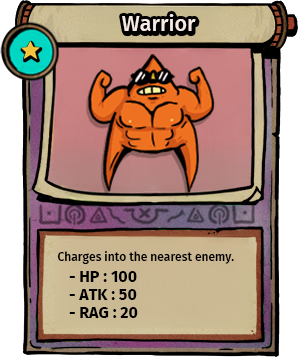 Warrior
Charges into the nearest enemy.
- HP : 100
- ATK : 50
- RAG : 20